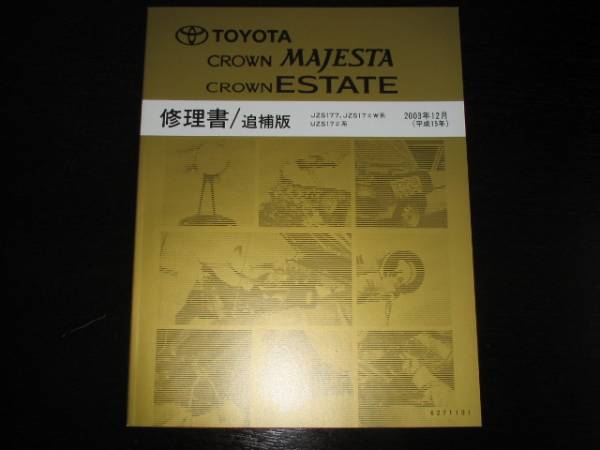 TOYOTA
CROWN MAJESTA
CROWN ESTATE
修理書/追補版
JZS177, JZS17#W系
UZS17#系
2003年12月
(平成15年)
6271101